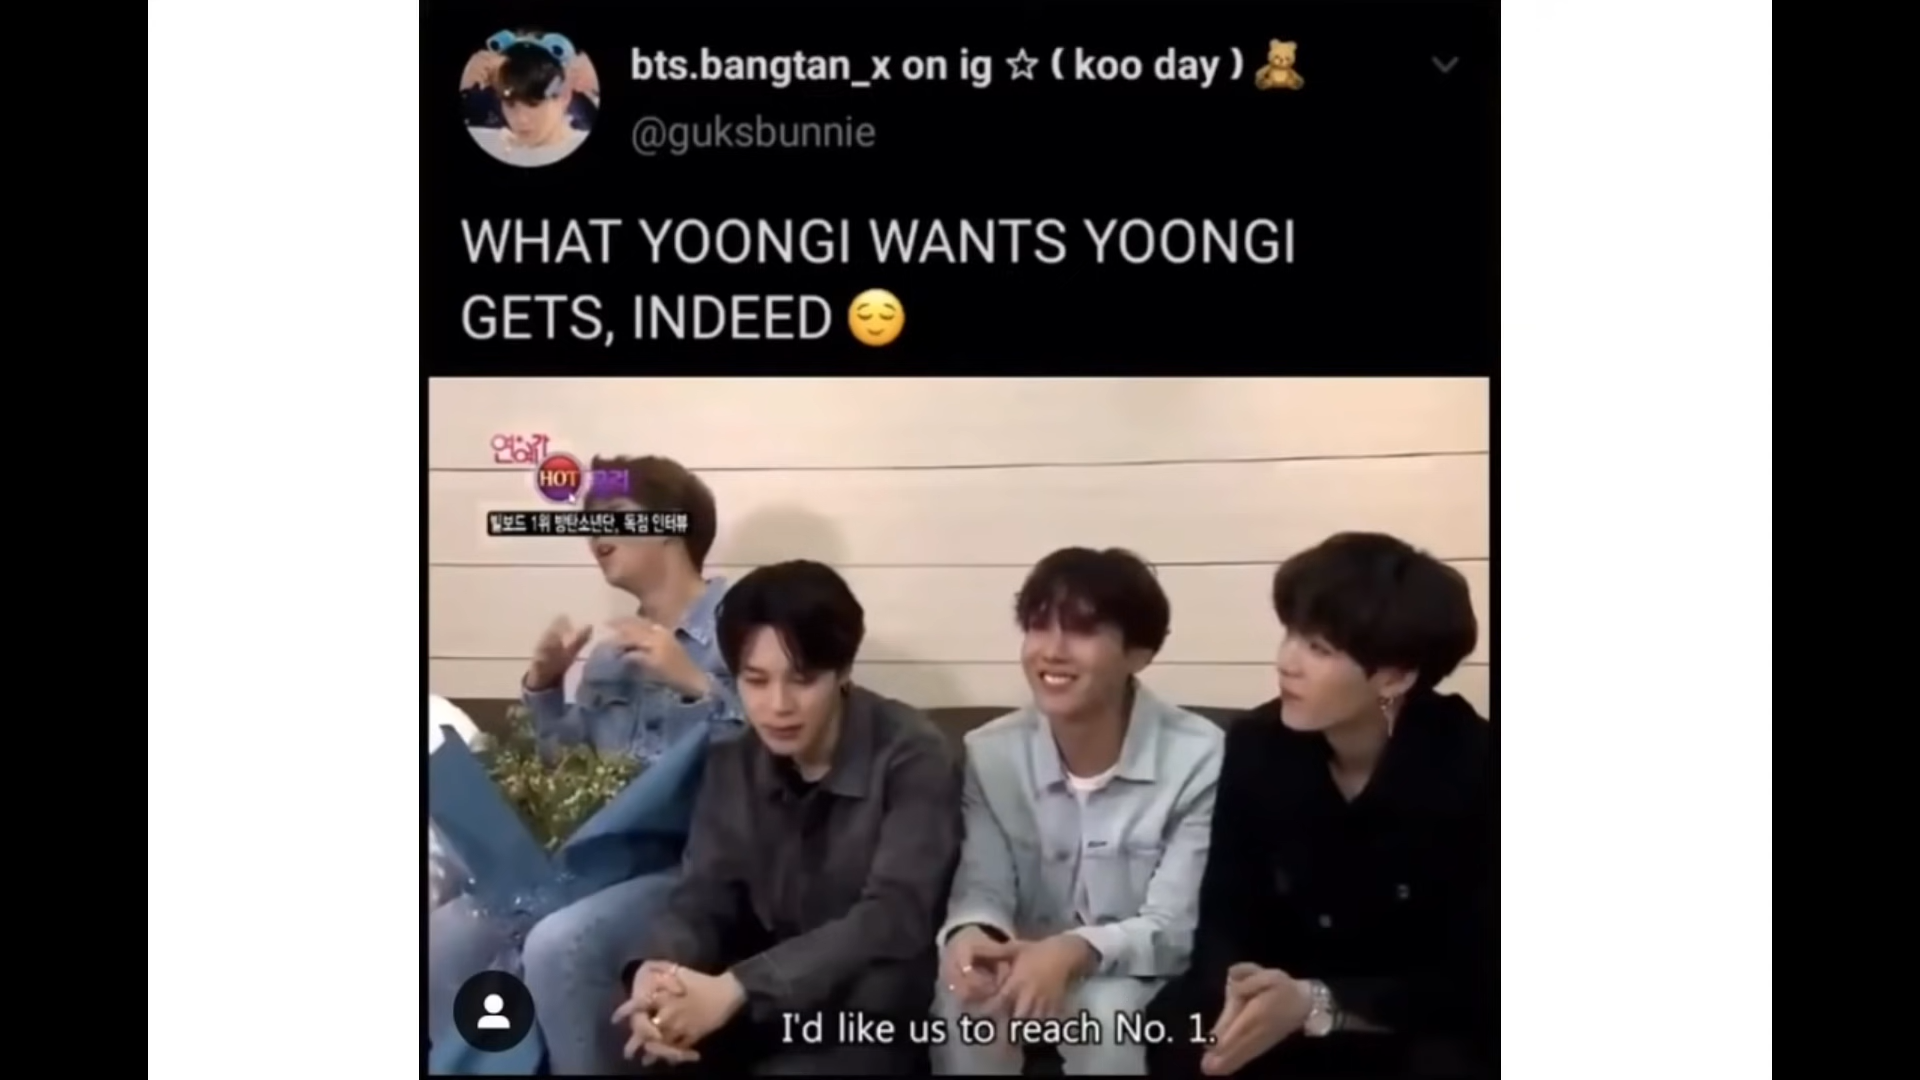 bts.bangtan_x on ig ☆ ( koo day ) 🧸
@guksbunnie
WHAT YOONGI WANTS YOONGI
GETS, INDEED 😌
연예가
HOT
빌보드 1위 방탄소년단, 독점 인터뷰
I'd like us to reach No. 1.